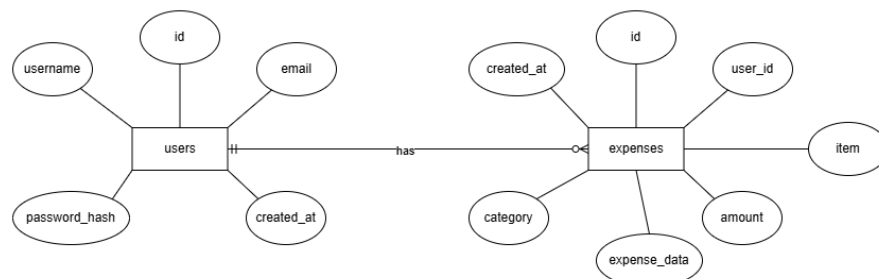 id
id
username
email
created_at
user_id
users
has
expenses
item
password_hash
created_at
category
amount
expense_data